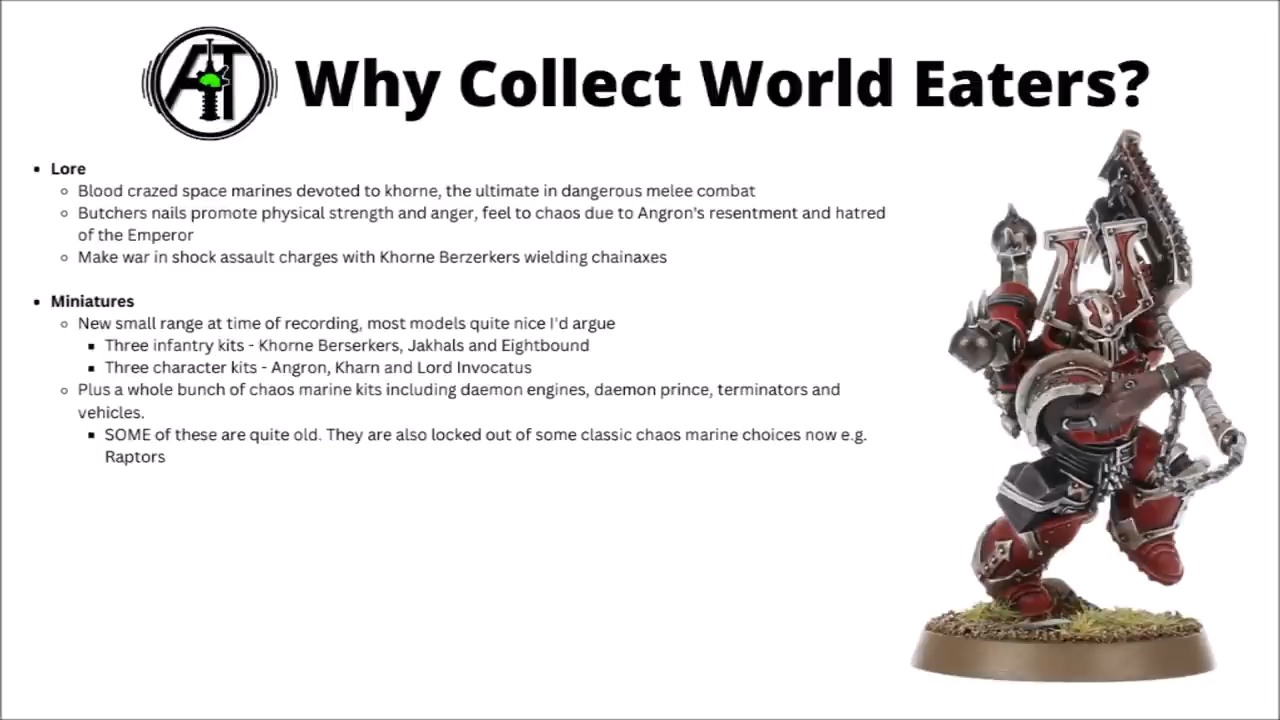 AT
Why Collect World Eaters?
Lore
Blood crazed space marines devoted to khorne, the ultimate in dangerous melee combat
Butchers nails promote physical strength and anger, feel to chaos due to Angron's resentment and hatred
of the Emperor
Make war in shock assault charges with Khorne Berzerkers wielding chainaxes
Miniatures
New small range at time of recording, most models quite nice I'd argue
Three infantry kits - Khorne Berserkers, Jakhals and Eightbound
Three character kits - Angron, Kharn and Lord Invocatus
Plus a whole bunch of chaos marine kits including daemon engines, daemon prince, terminators and
vehicles.
SOME of these are quite old. They are also locked out of some classic chaos marine choices now e.g.
Raptors